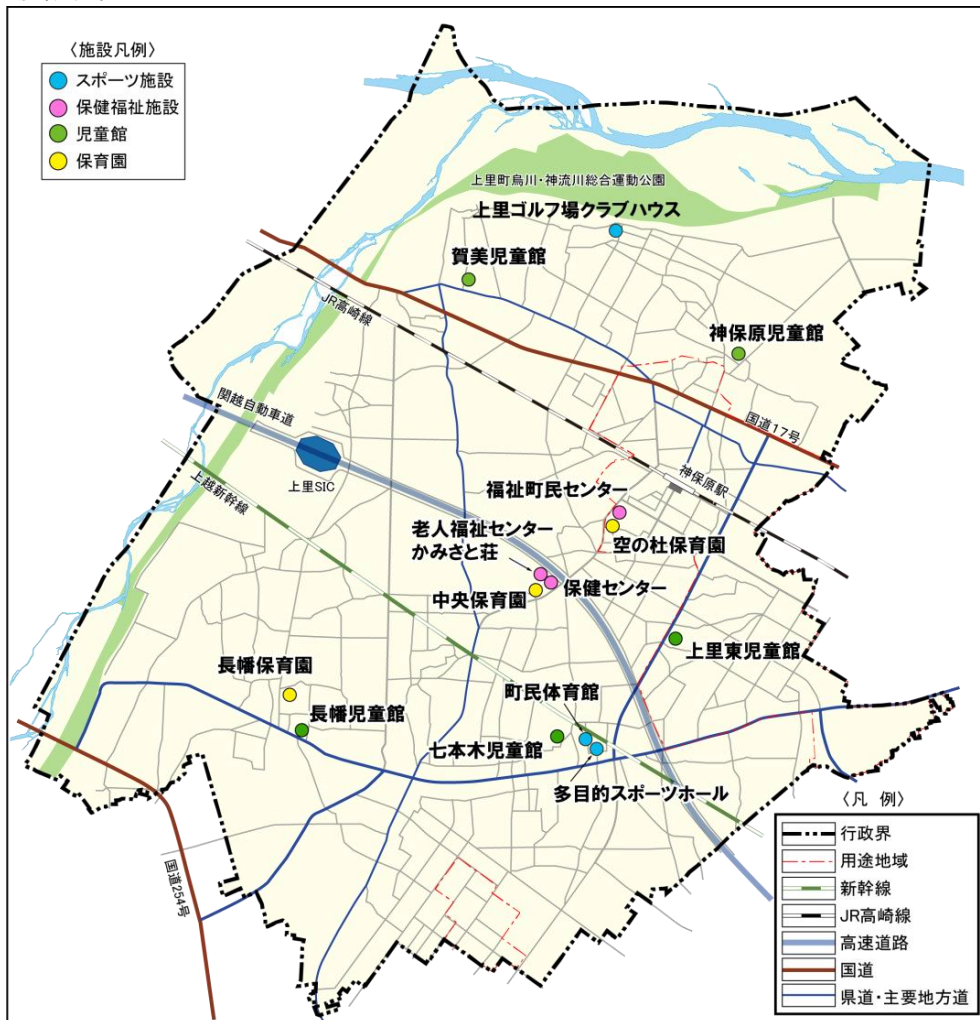 〈施設凡例〉
スポーツ施設
保健福祉施設
児童館
保育園
上里町烏川・神流川総合運動公園
上里ゴルフ場クラブハウス
賀美児童館
JR高崎線
神保原児童館
関越自動車道
国道17号
上里SIC
神保原駅
上越新幹線
福祉町民センター
老人福祉センター
かみさと荘
空の杜保育園
中央保育園
保健センター
上里東児童館
長幡保育園
町民体育館
長幡児童館
七本木児童館
多目的スポーツホール
国道254号
〈凡 例〉
行政界
用途地域
新幹線
JR高崎線
高速道路
国道
県道・主要地方道